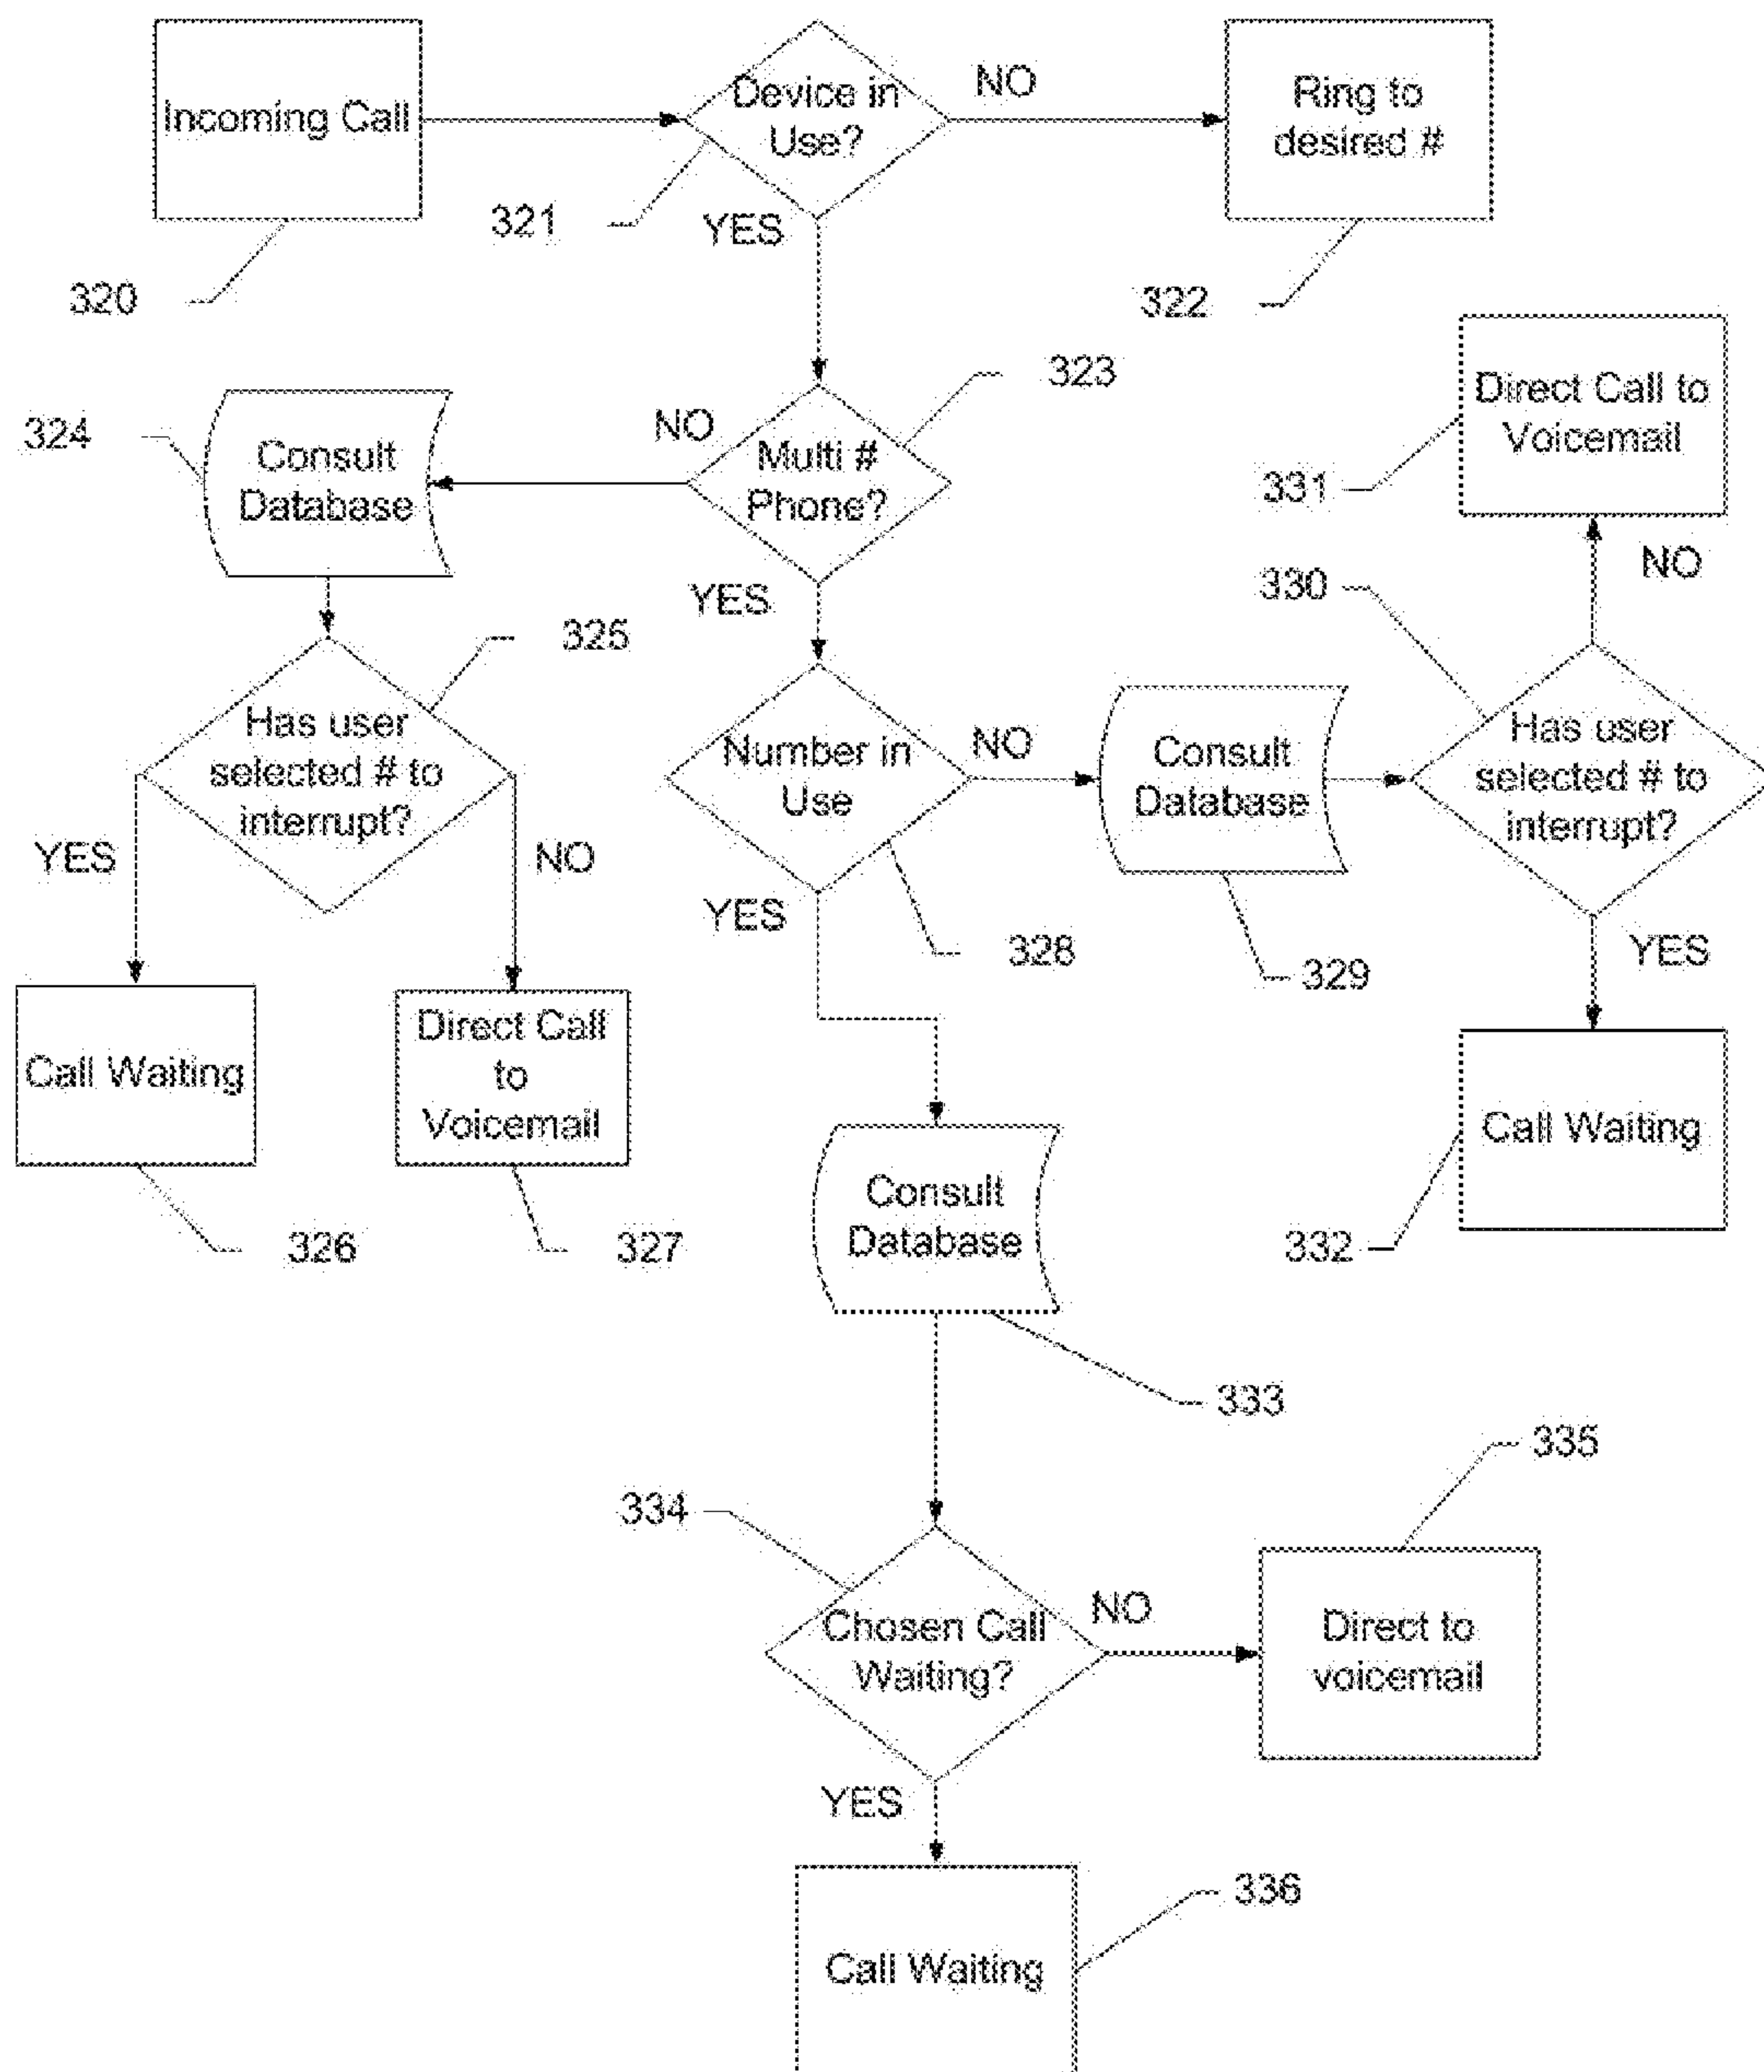 Incoming Call
Device in
Use?
NO
Ring to
desired #
321
YES
320
322
323
324
Consult
Database
NO
Multi #
Phone?
Direct Call to
Voicemail
331
NO
YES
330
325
Has user
selected # to
interrupt?
Number in
Use
NO
Consult
Database
Has user
selected # to
interrupt?
YES
NO
YES
328
329
YES
Call Waiting
Direct Call
to
Voicemail
Call Waiting
326
327
Consult
Database
332
333
335
334
Chosen Call
Waiting?
NO
Direct to
voicemail
YES
336
Call Waiting